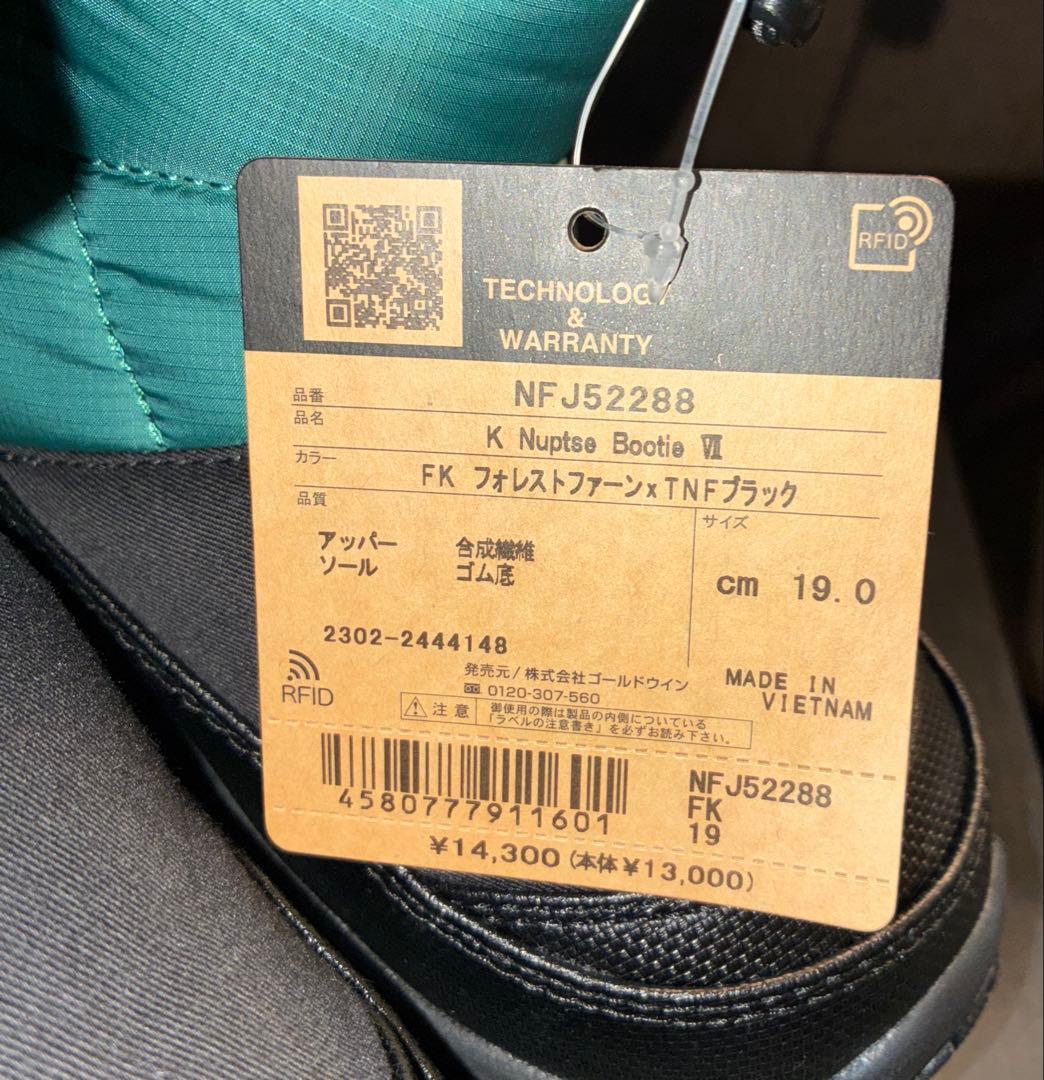 RFID
TECHNOLOGY
&
WARRANTY
品番 NFJ52288
品名 K Nuptse Bootie Ⅶ
カラー FK フォレストファーン×TNFブラック
品質
サイズ
アッパー 合成繊維
ソール ゴム底
cm 19.0
2302-2444148
RFID
発売元/株式会社ゴールドウイン
0120-307-560
MADE IN
VIETNAM
注意
御使用の際は製品の内側についている
「ラベルの注意書き」を必ずお読み下さい。
4580777911601
NFJ52288
FK
19
¥14,300(本体¥13,000)